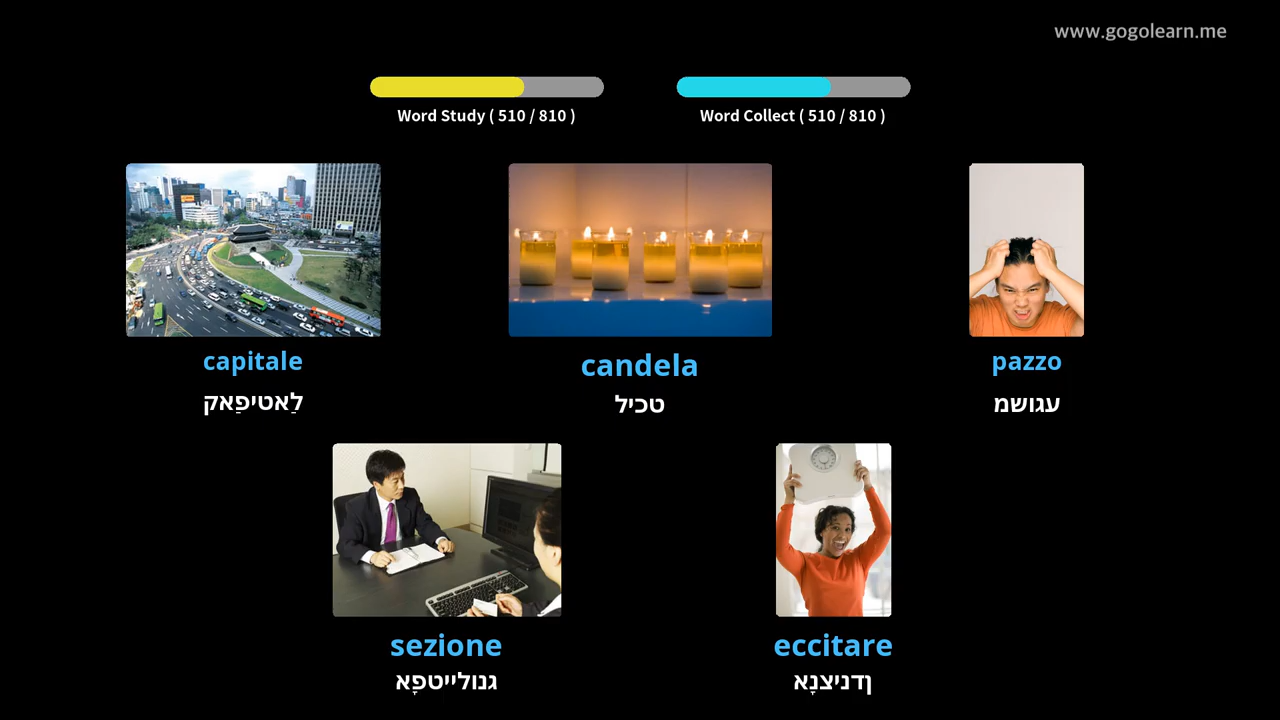 www.gogolearn.me
Word Study ( 510 / 810 )
Word Collect ( 510 / 810 )
capitale
לַאטיפַאק
candela
טכיל
pazzo
עגושמ
sezione
גנולייטפָא
eccitare
ןדניצנָא